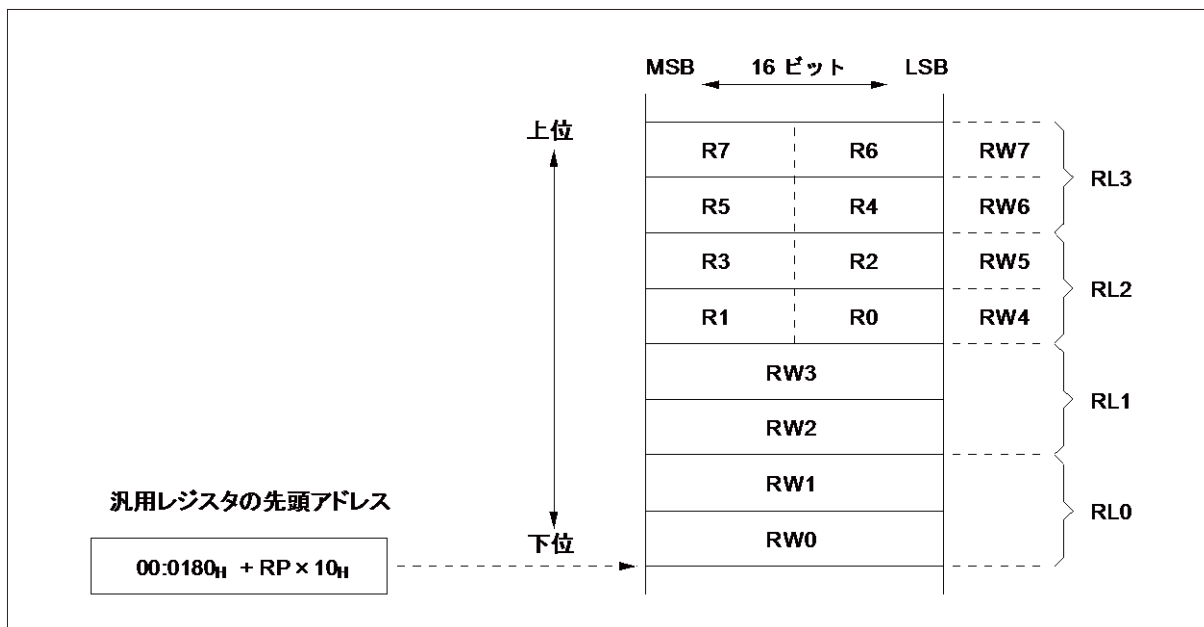 MSB 16 ビット LSB
上位
R7 R6 RW7
RL3
R5 R4 RW6
R3 R2 RW5
RL2
R1 R0 RW4
RW3
RL1
RW2
汎用レジスタの先頭アドレス
RW1
RL0
下位
RW0
00:0180H + RP × 10H